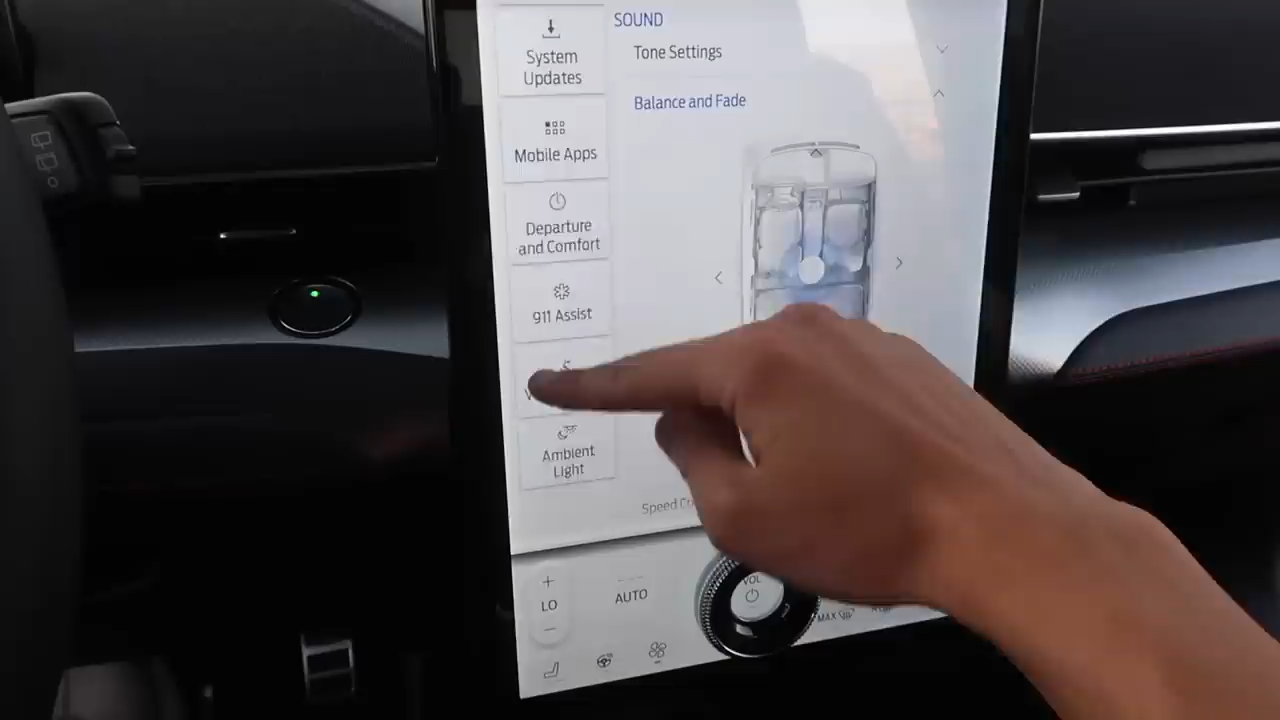 SOUND
System
Updates
Tone Settings
Balance and Fade
Mobile Apps
Departure
and Comfort
911 Assist
Ambient
Light
Speed
+
LO
−
AUTO
VOL
MAX